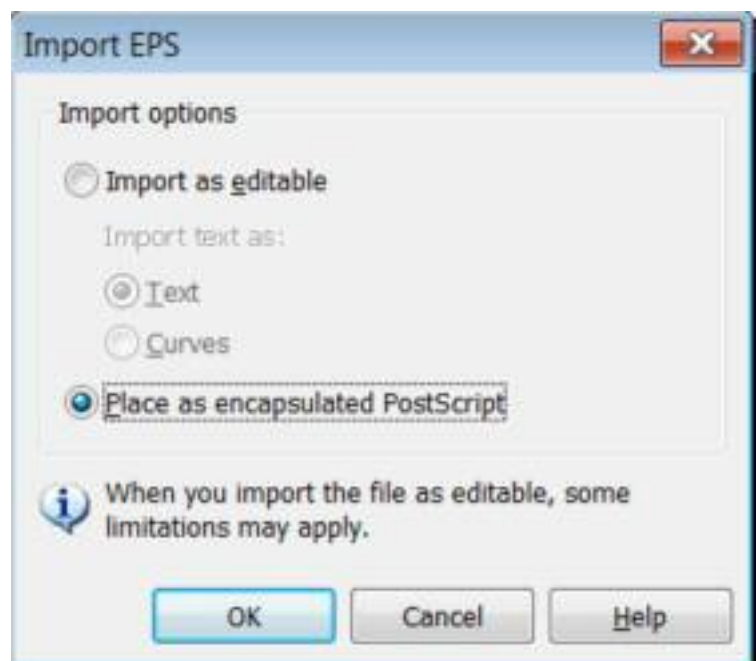 Import EPS
Import options
Import as editable
Import text as:
Text
Curves
Place as encapsulated PostScript
When you import the file as editable, some
limitations may apply.
OK Cancel Help